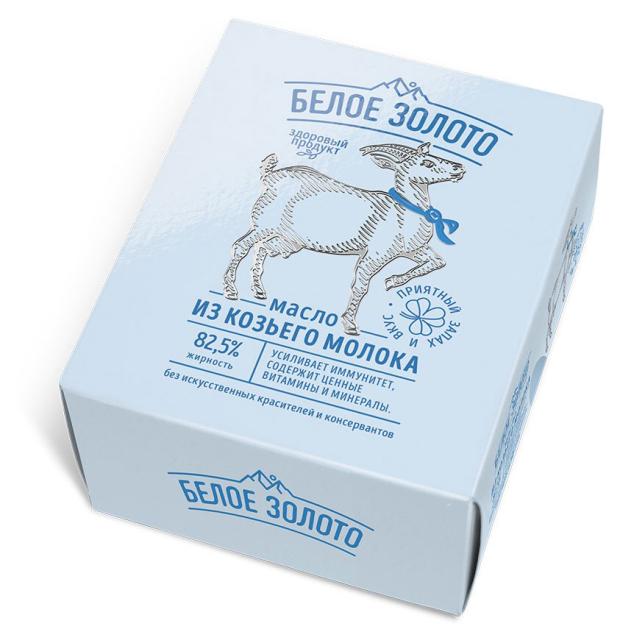 БЕЛОЕ ЗОЛОТО
здоровый
продукт
• ПРИЯТНЫЙ ЗАПАХ И ВКУС
масло
ИЗ КОЗЬЕГО МОЛОКА
82,5%
жирность
УСИЛИВАЕТ ИММУНИТЕТ,
СОДЕРЖИТ ЦЕННЫЕ
ВИТАМИНЫ И МИНЕРАЛЫ.
без искусственных красителей и консервантов
БЕЛОЕ ЗОЛОТО